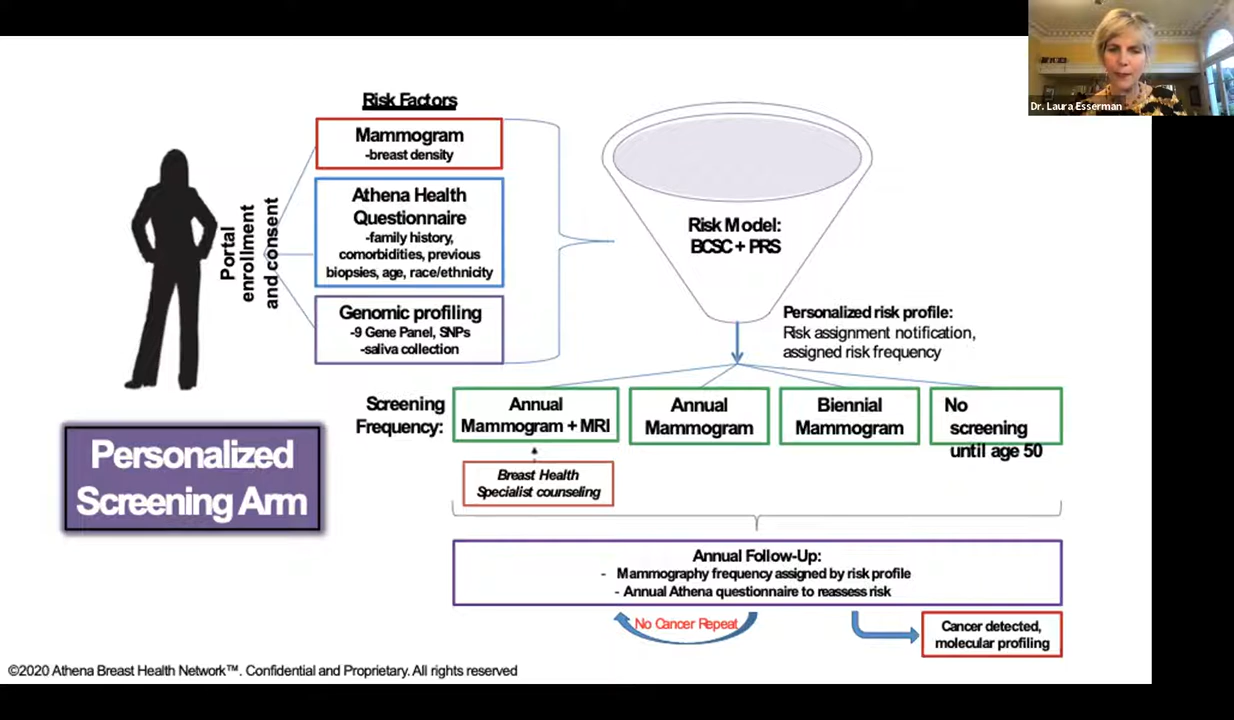 Dr. Laura Esserman
Risk Factors
Mammogram
-breast density
Athena Health
Questionnaire
-family history,
comorbidities, previous
biopsies, age, race/ethnicity
Genomic profiling
-9 Gene Panel, SNPs
-saliva collection
Portal
enrollment
and consent
Risk Model:
BCSC + PRS
Personalized risk profile:
Risk assignment notification,
assigned risk frequency
Screening
Frequency:
Annual
Mammogram + MRI
Annual
Mammogram
Biennial
Mammogram
No
screening
until age 50
Breast Health
Specialist counseling
Personalized
Screening Arm
Annual Follow-Up:
- Mammography frequency assigned by risk profile
- Annual Athena questionnaire to reassess risk
No Cancer Repeat
Cancer detected,
molecular profiling
©2020 Athena Breast Health Network™. Confidential and Proprietary. All rights reserved